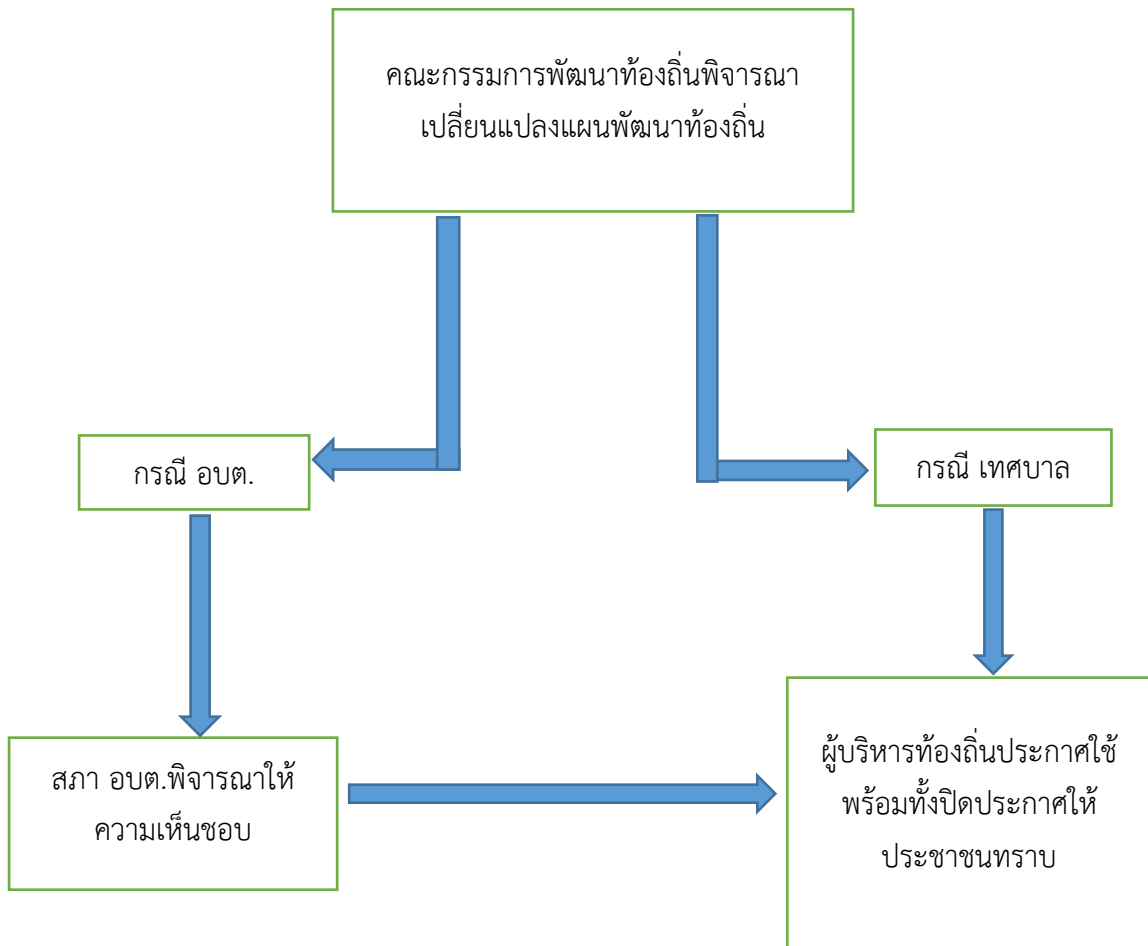 คณะกรรมการพัฒนาท้องถิ่นพิจารณา
เปลี่ยนแปลงแผนพัฒนาท้องถิ่น
กรณี อบต.
กรณี เทศบาล
สภา อบต.พิจารณาให้
ความเห็นชอบ
ผู้บริหารท้องถิ่นประกาศใช้
พร้อมทั้งปิดประกาศให้
ประชาชนทราบ